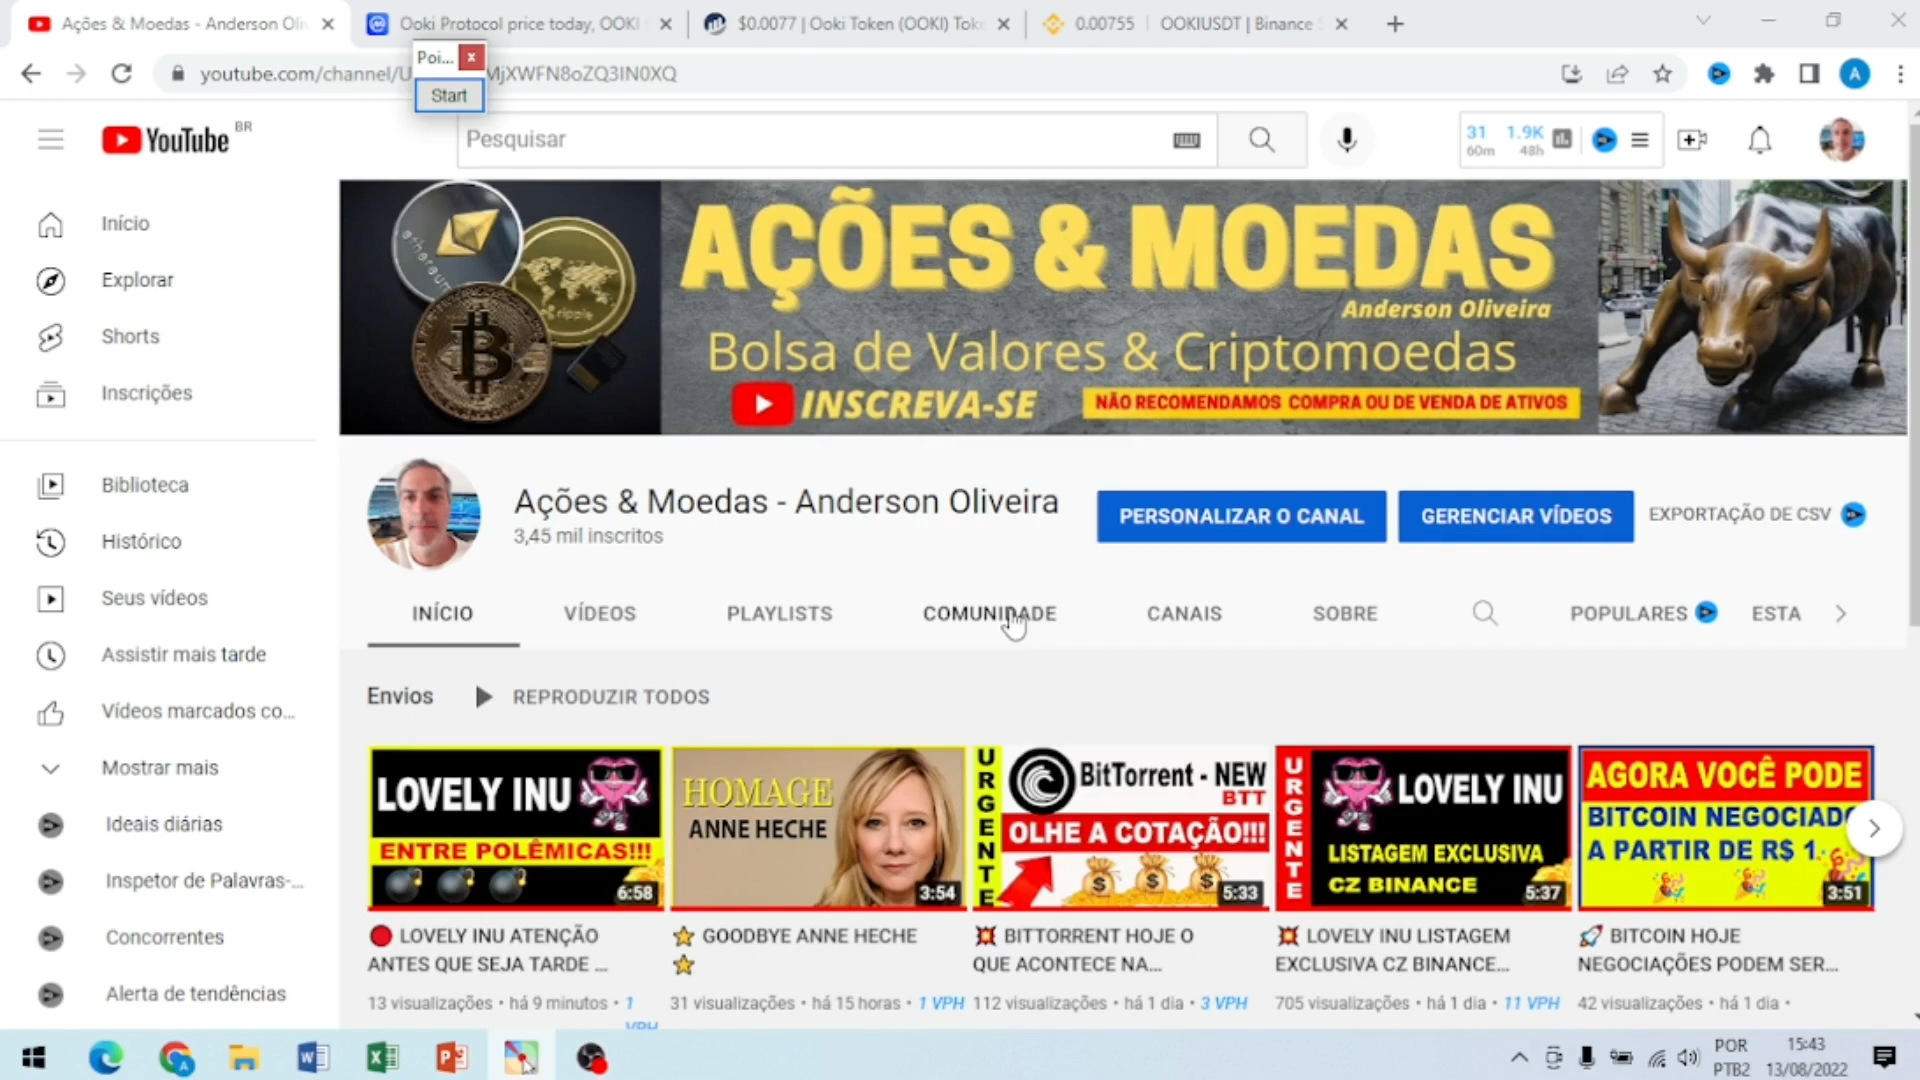 Ações & Moedas - Anderson Oliv
Ooki Protocol price today, OOKI
$0.0077 | Ooki Token (OOKI) Tok
0.00755 | OOKIUSDT | Binance
Poi...
Start
youtube.com/channel/U
MjXWFN8oZQ3IN0XQ
A
YouTube BR
Pesquisar
31 1.9K
60m 48h
Início
Explorar
Shorts
Inscrições
Biblioteca
Histórico
Seus vídeos
Assistir mais tarde
Vídeos marcados co...
Mostrar mais
Ideais diárias
Inspetor de Palavras-...
Concorrentes
Alerta de tendências
AÇÕES & MOEDAS
Anderson Oliveira
Bolsa de Valores & Criptomoedas
INSCREVA-SE
NÃO RECOMENDAMOS COMPRA OU DE VENDA DE ATIVOS
ethereum
ripple
Ações & Moedas - Anderson Oliveira
3,45 mil inscritos
PERSONALIZAR O CANAL
GERENCIAR VÍDEOS
EXPORTAÇÃO DE CSV
INÍCIO VÍDEOS PLAYLISTS COMUNIDADE CANAIS SOBRE POPULARES ESTA
Envios
REPRODUZIR TODOS
LOVELY INU
ENTRE POLÊMICAS!!!
6:58
🔴 LOVELY INU ATENÇÃO
ANTES QUE SEJA TARDE ...
13 visualizações • há 9 minutos • 1
VPH
HOMAGE
ANNE HECHE
3:54
⭐ GOODBYE ANNE HECHE
⭐
31 visualizações • há 15 horas • 1 VPH
URGENTE
BitTorrent - NEW
BTT
OLHE A COTAÇÃO!!!
5:33
💥 BITTORRENT HOJE O
QUE ACONTECE NA...
112 visualizações • há 1 dia • 3 VPH
URGENTE
LOVELY INU
LISTAGEM EXCLUSIVA
CZ BINANCE
5:37
💥 LOVELY INU LISTAGEM
EXCLUSIVA CZ BINANCE...
705 visualizações • há 1 dia • 11 VPH
AGORA VOCÊ PODE
BITCOIN NEGOCIADO
A PARTIR DE R$ 1.
3:51
🚀 BITCOIN HOJE
NEGOCIAÇÕES PODEM SER...
42 visualizações • há 1 dia •
POR
PTB2
15:43
13/08/2022